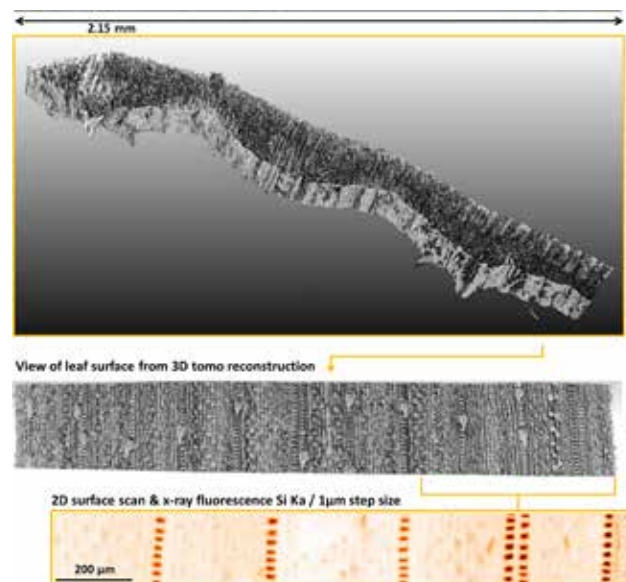 2.15 mm
View of leaf surface from 3D tomo reconstruction
2D surface scan & x-ray fluorescence Si Ka / 1µm step size
200 µm